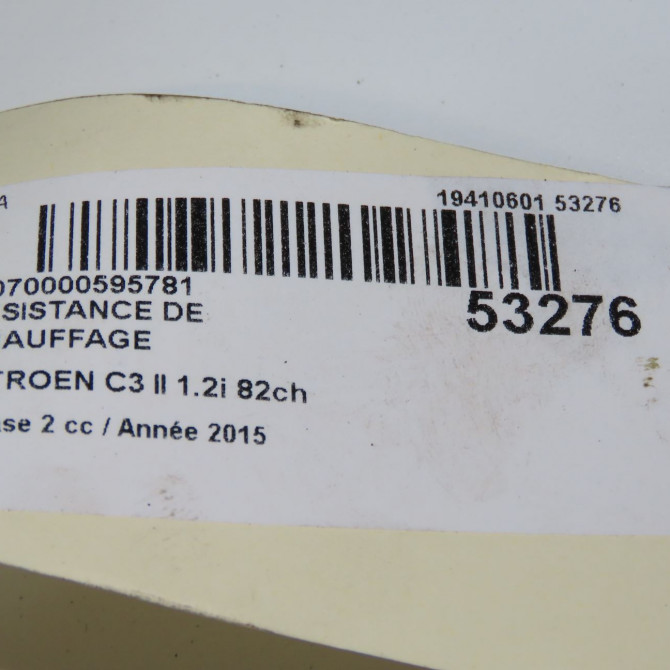 19410601 53276
070000595781
53276
SISTANCE DE
AUFFAGE
TROEN C3 II 1.2i 82ch
se 2 cc / Année 2015